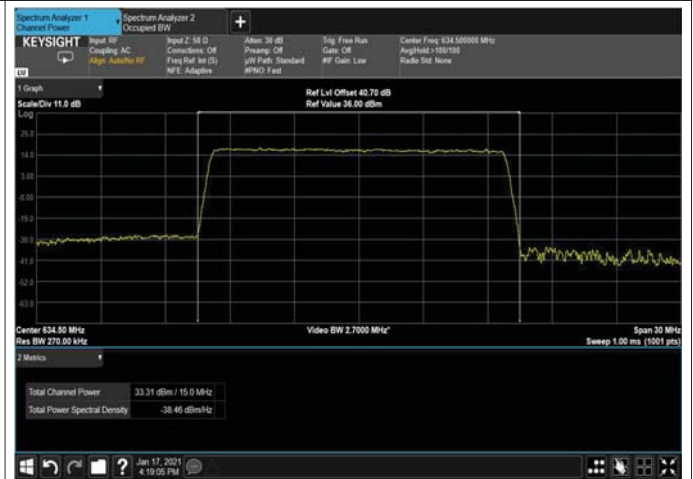 Spectrum Analyzer 1
Channel Power
Spectrum Analyzer 2
Occupied BW
KEYSIGHT
Input: RF
Coupling: AC
Align: Auto/No RF
Input Z: 50 Ω
Corrections: Off
Freq Ref: Int (S)
NFE: Adaptive
Atten: 30 dB
Preamp: Off
µW Path: Standard
#PNO: Fast
Trig: Free Run
Gate: Off
#IF Gain: Low
Center Freq: 634.500000 MHz
Avg|Hold:>100/100
Radio Std: None
1 Graph
Scale/Div 11.0 dB
Ref Lvl Offset 40.70 dB
Ref Value 36.00 dBm
Log
25.0
14.0
3.00
-8.00
-19.0
-30.0
-41.0
-52.0
-63.0
Center 634.50 MHz
Video BW 2.7000 MHz*
Span 30 MHz
Res BW 270.00 kHz
Sweep 1.00 ms (1001 pts)
2 Metrics
Total Channel Power 33.31 dBm / 15.0 MHz
Total Power Spectral Density -38.46 dBm/Hz
Jan 17, 2021
4:19:05 PM